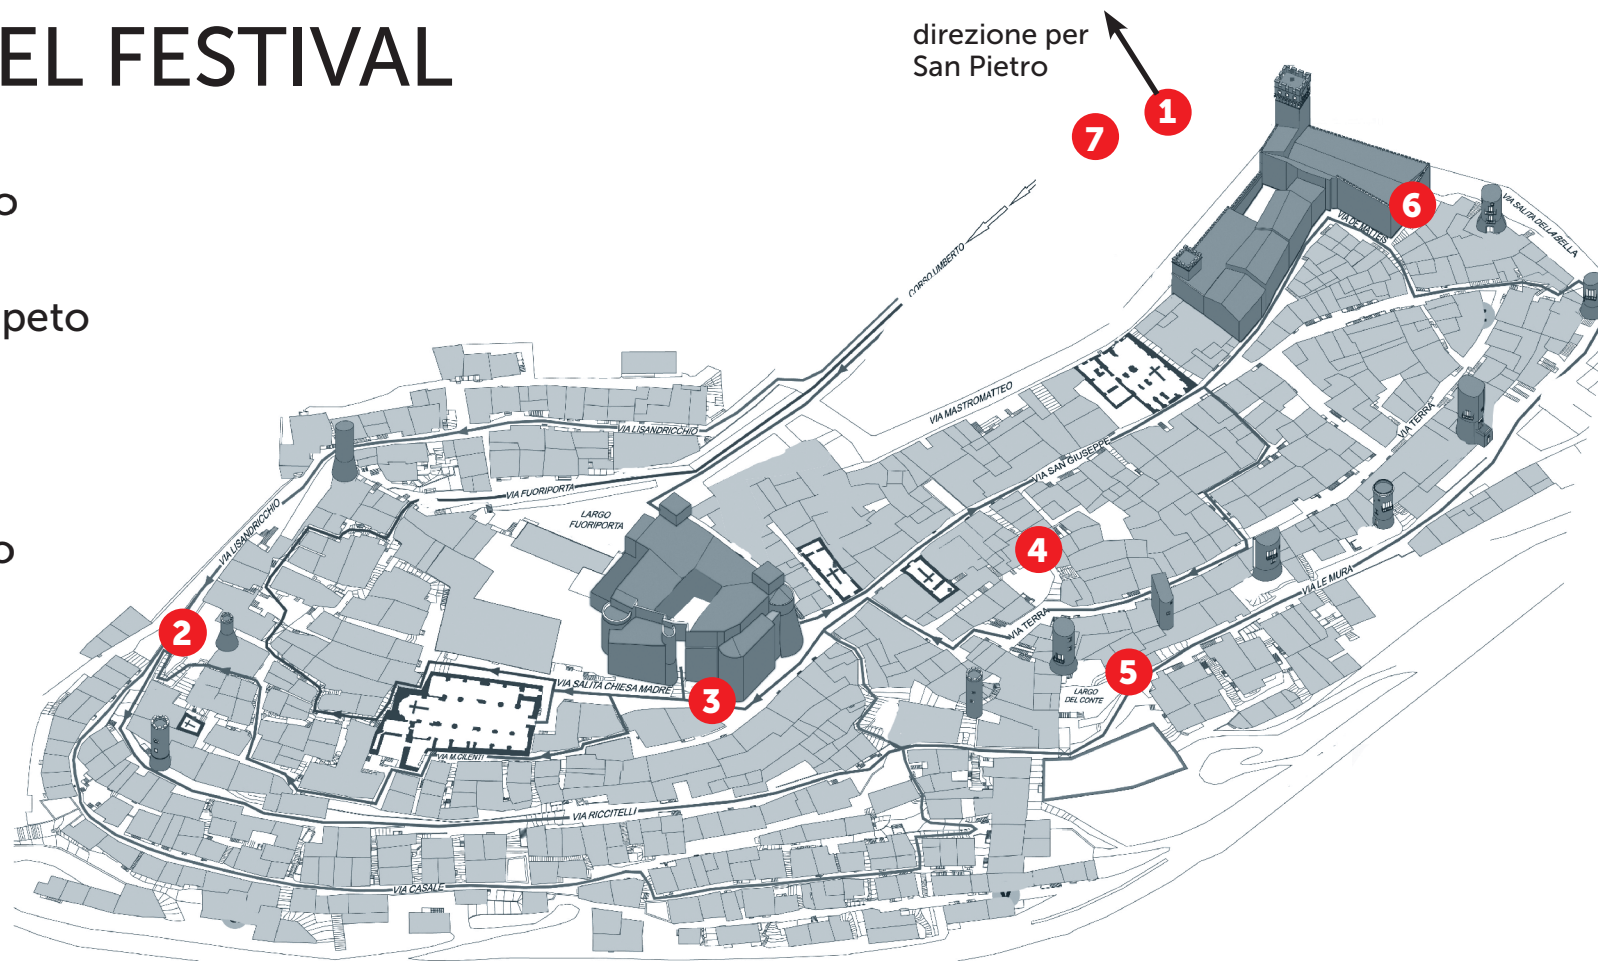 EL FESTIVAL
direzione per
San Pietro
1
7
o
6
VIA SALITA DELLA BELLA
VIA DE MATTEIS
CORSO UMBERTO
peto
VIA MASTROMATTEO
VIA TERRA
VIA LISANDRICCHIO
VIA SAN GIUSEPPE
VIA FUORIPORTA
LARGO
FUORIPORTA
VIA LISANDRICCHIO
o
4
VIA LE MURA
VIA TERRA
2
5
VIA SALITA CHIESA MADRE
3
LARGO
DEL CONTE
VIA M.CILENTI
VIA RICCITELLI
VIA CASALE